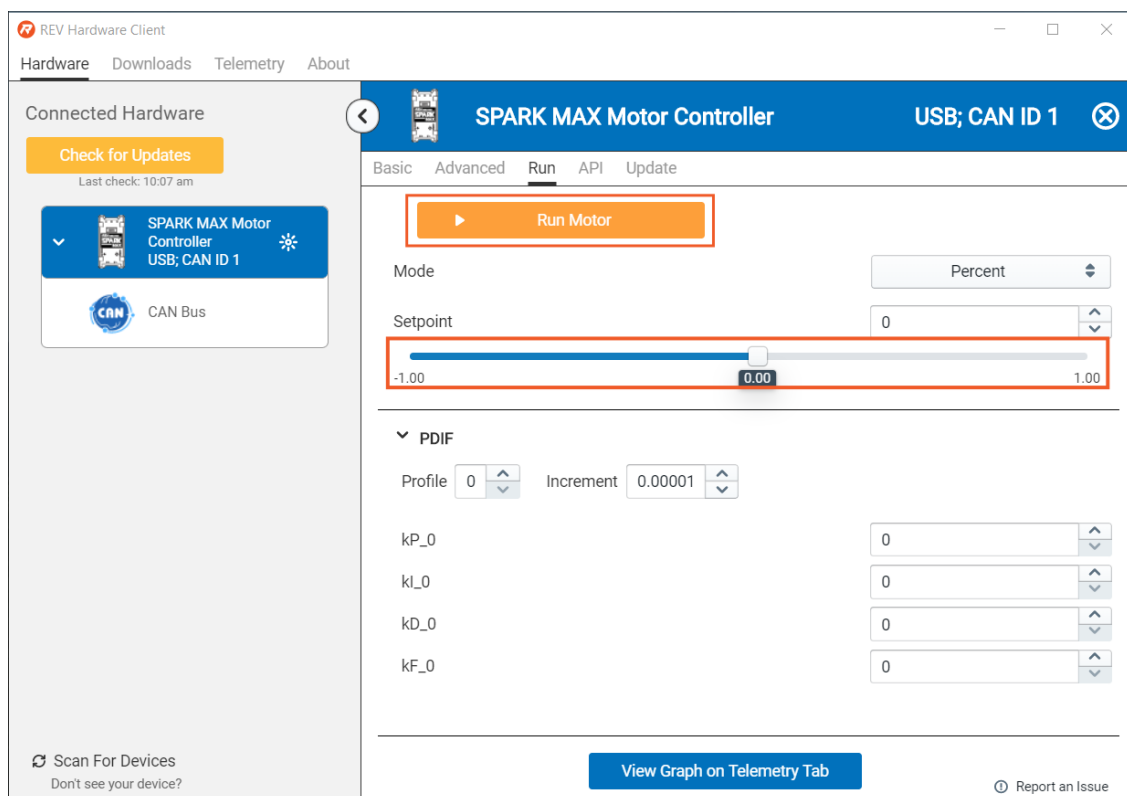 REV Hardware Client
Hardware Downloads Telemetry About
Connected Hardware
Check for Updates
Last check: 10:07 am
SPARK MAX Motor
Controller
USB; CAN ID 1
CAN
CAN Bus
Scan For Devices
Don't see your device?
SPARK MAX Motor Controller USB; CAN ID 1
Basic Advanced Run API Update
Run Motor
Mode Percent
Setpoint 0
-1.00 0.00 1.00
PDIF
Profile 0 Increment 0.00001
kP_0 0
kI_0 0
kD_0 0
kF_0 0
View Graph on Telemetry Tab
Report an Issue